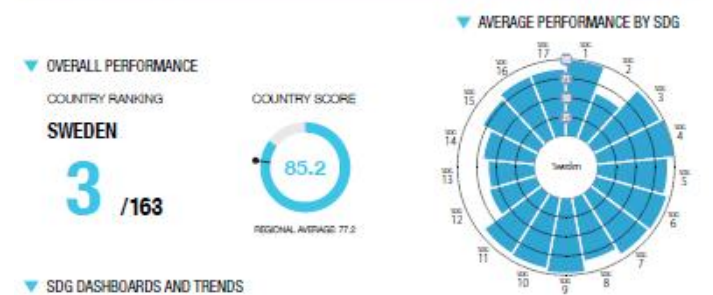 AVERAGE PERFORMANCE BY SDG
OVERALL PERFORMANCE
COUNTRY RANKING
COUNTRY SCORE
SWEDEN
3 /163
85.2
REGIONAL AVERAGE: 77.2
SDG DASHBOARDS AND TRENDS
Sweden
SDG 1
SDG 2
SDG 3
SDG 4
SDG 5
SDG 6
SDG 7
SDG 8
SDG 9
SDG 10
SDG 11
SDG 12
SDG 13
SDG 14
SDG 15
SDG 16
SDG 17